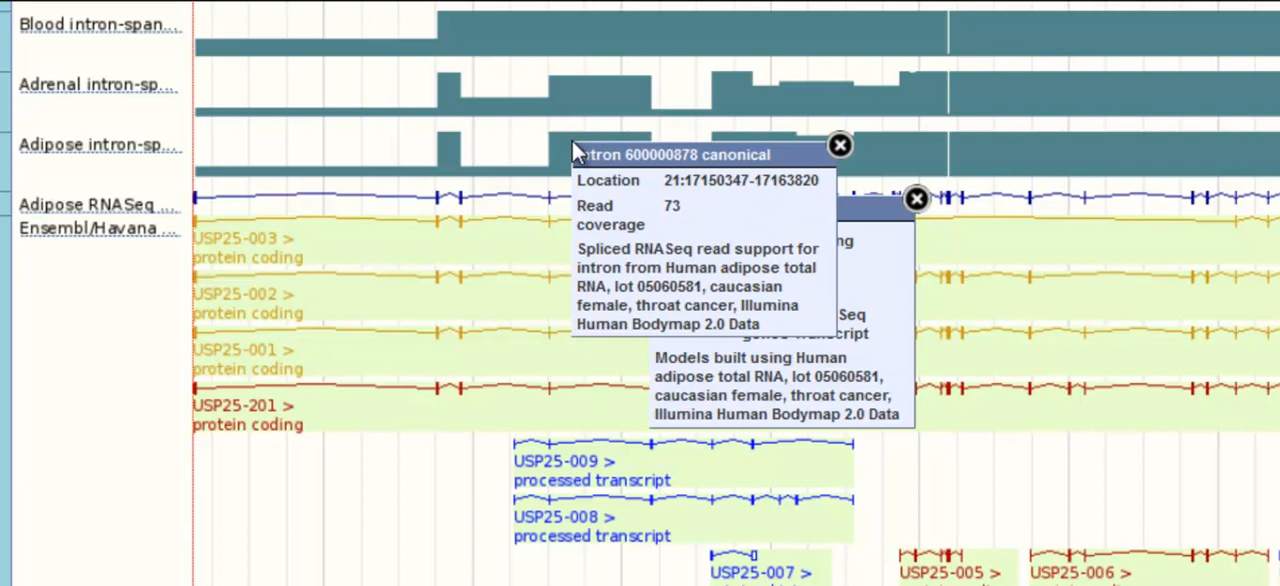 Blood intron-span...
Adrenal intron-sp...
Adipose intron-sp...
Adipose RNASeq ...
Ensembl/Havana ...
ntron 600000878 canonical
Location 21:17150347-17163820
Read 73
coverage
Spliced RNASeq read support for
intron from Human adipose total
RNA, lot 05060581, caucasian
female, throat cancer, Illumina
Human Bodymap 2.0 Data
ng
Seq
Models built using Human
adipose total RNA, lot 05060581,
caucasian female, throat cancer,
Illumina Human Bodymap 2.0 Data
USP25-003 >
protein coding
USP25-002 >
protein coding
USP25-001 >
protein coding
USP25-201 >
protein coding
USP25-009 >
processed transcript
USP25-008 >
processed transcript
USP25-007 >
USP25-005 >
USP25-006 >